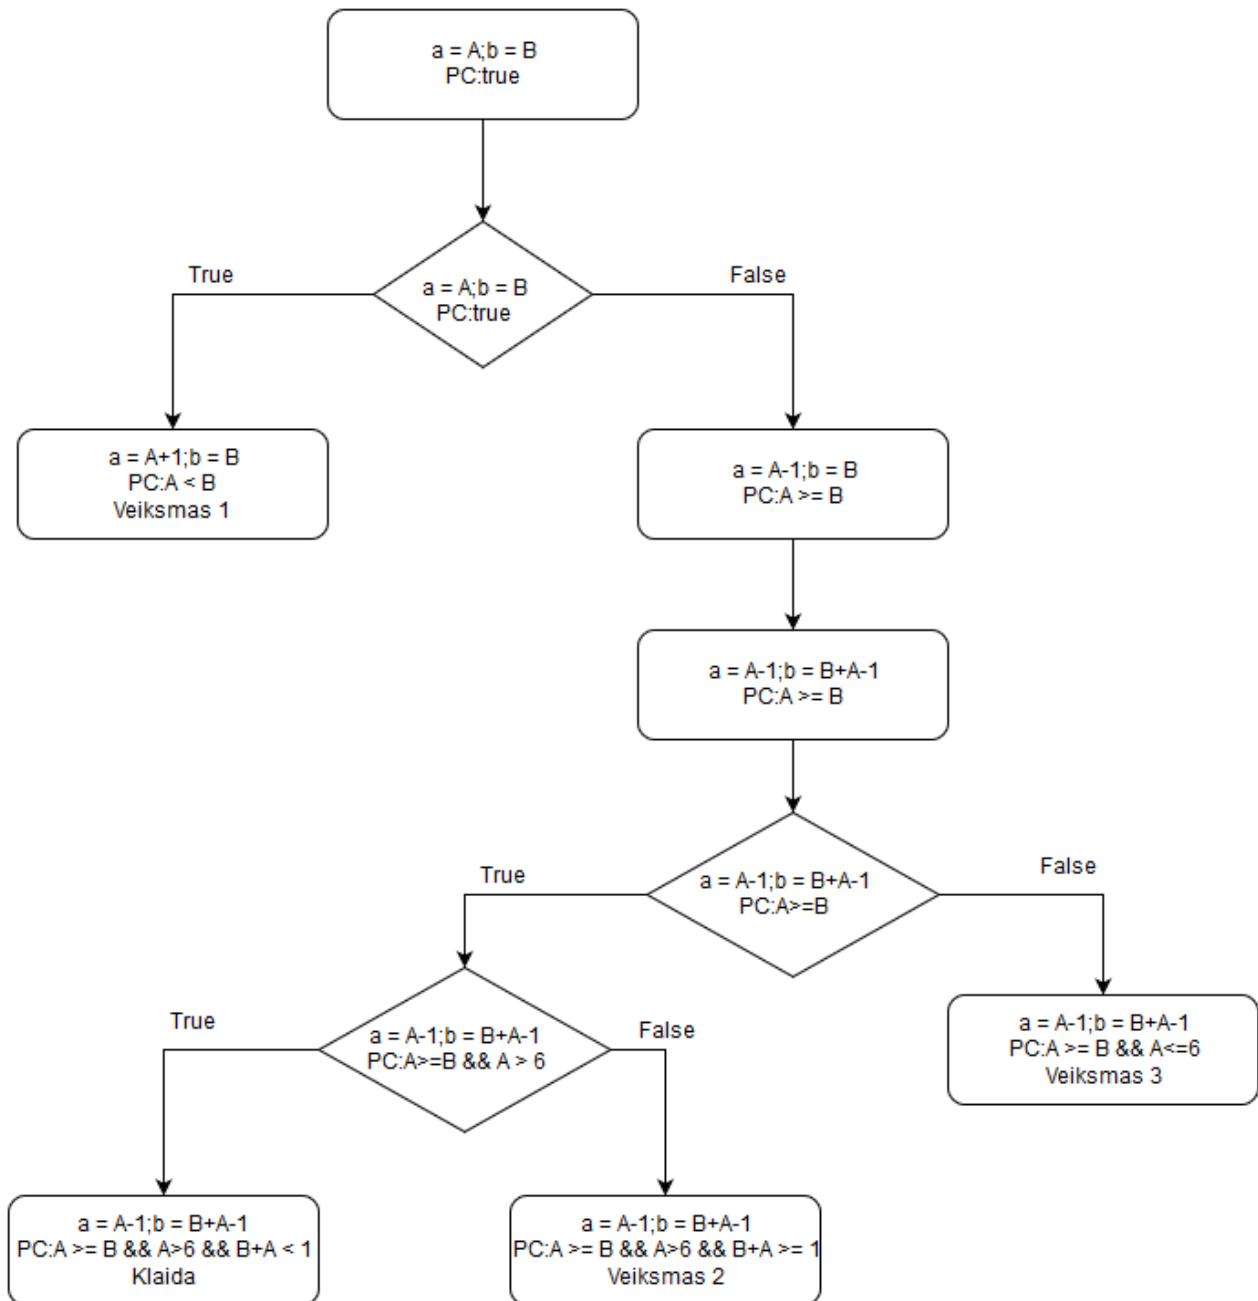 a = A;b = B
PC:true
True
a = A;b = B
PC:true
False
a = A+1;b = B
PC:A < B
Veiksmas 1
a = A-1;b = B
PC:A >= B
a = A-1;b = B+A-1
PC:A >= B
True
a = A-1;b = B+A-1
PC:A>=B
False
True
a = A-1;b = B+A-1
PC:A>=B && A > 6
False
a = A-1;b = B+A-1
PC:A >= B && A<=6
Veiksmas 3
a = A-1;b = B+A-1
PC:A >= B && A>6 && B+A < 1
Klaida
a = A-1;b = B+A-1
PC:A >= B && A>6 && B+A >= 1
Veiksmas 2